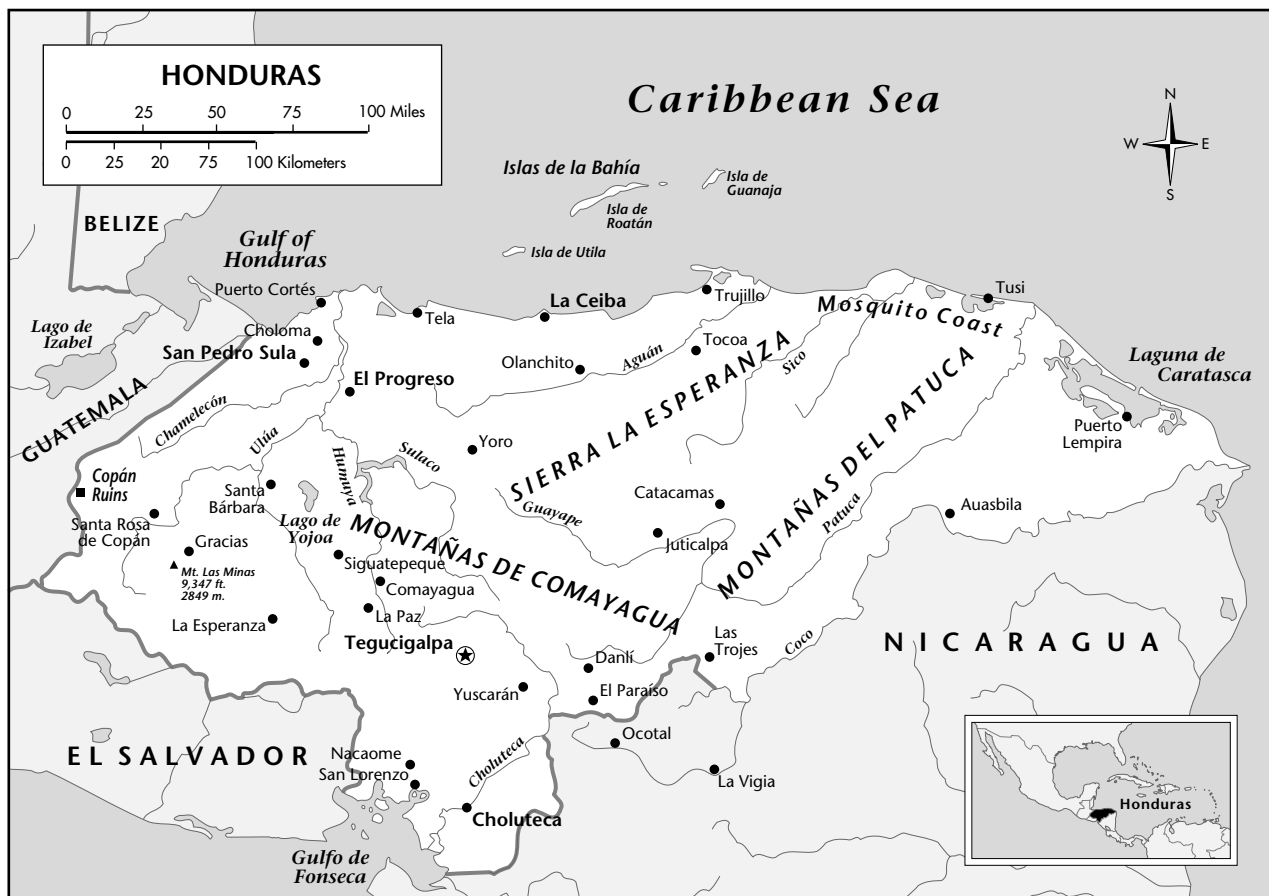 HONDURAS
0 25 50 75 100 Miles
0 25 20 75 100 Kilometers
Caribbean Sea
N
W E
S
Islas de la Bahía
Isla de
Guanaja
Isla de
Roatán
Isla de Utila
BELIZE
Gulf of
Honduras
Puerto Cortés
La Ceiba
Trujillo
Tusi
Tela
Mosquito Coast
Lago de
Izabel
Choloma
San Pedro Sula
Tocoa
Olanchito
Aguán
Sico
Laguna de
Caratasca
El Progreso
GUATEMALA
Chamelecón
Ulúa
Puerto
Lempira
SIERRA LA ESPERANZA
MONTAÑAS DEL PATUCA
Yoro
Sulaco
Humuya
Copán
Ruins
Santa
Bárbara
Lago de
Yojoa
Guayape
Catacamas
Patuca
Auasbila
Santa Rosa
de Copán
Juticalpa
MONTAÑAS DE COMAYAGUA
Gracias
Mt. Las Minas
9,347 ft.
2849 m.
Siguatepeque
Comayagua
La Paz
La Esperanza
Tegucigalpa
Las
Trojes
Coco
NICARAGUA
Danlí
El Paraíso
Yuscarán
Ocotal
EL SALVADOR
Nacaome
San Lorenzo
Choluteca
La Vigia
Choluteca
Gulfo de
Fonseca
Honduras